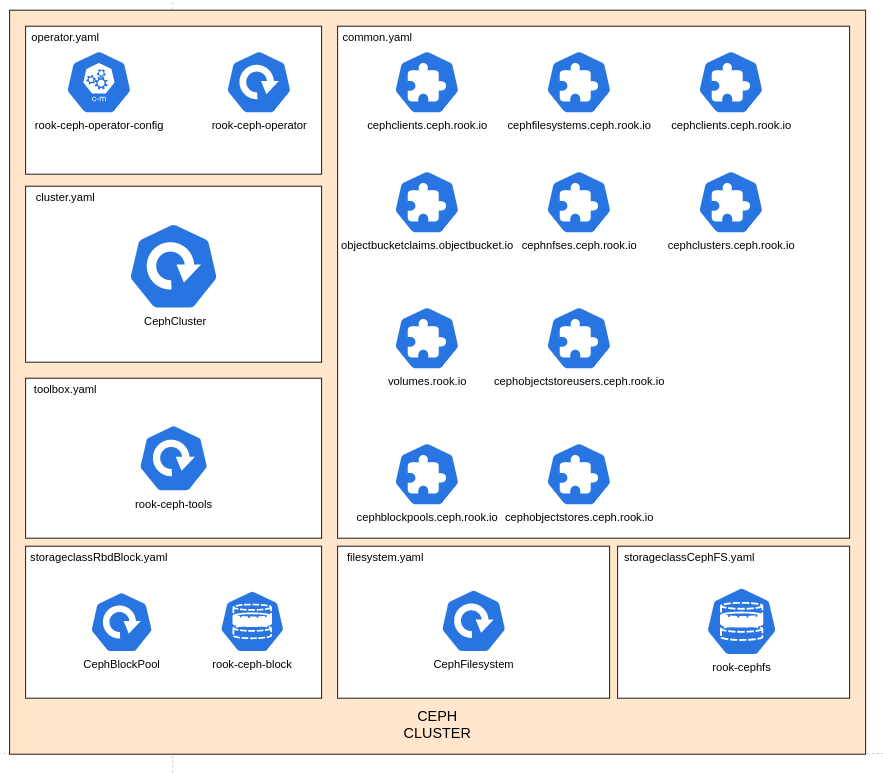 operator.yaml
c-m
rook-ceph-operator-config
rook-ceph-operator
cluster.yaml
CephCluster
toolbox.yaml
rook-ceph-tools
common.yaml
cephclients.ceph.rook.io
cephfilesystems.ceph.rook.io
cephclients.ceph.rook.io
objectbucketclaims.objectbucket.io
cephnfses.ceph.rook.io
cephclusters.ceph.rook.io
volumes.rook.io
cephobjectstoreusers.ceph.rook.io
cephblockpools.ceph.rook.io
cephobjectstores.ceph.rook.io
storageclassRbdBlock.yaml
CephBlockPool
rook-ceph-block
filesystem.yaml
CephFilesystem
storageclassCephFS.yaml
rook-cephfs
CEPH
CLUSTER